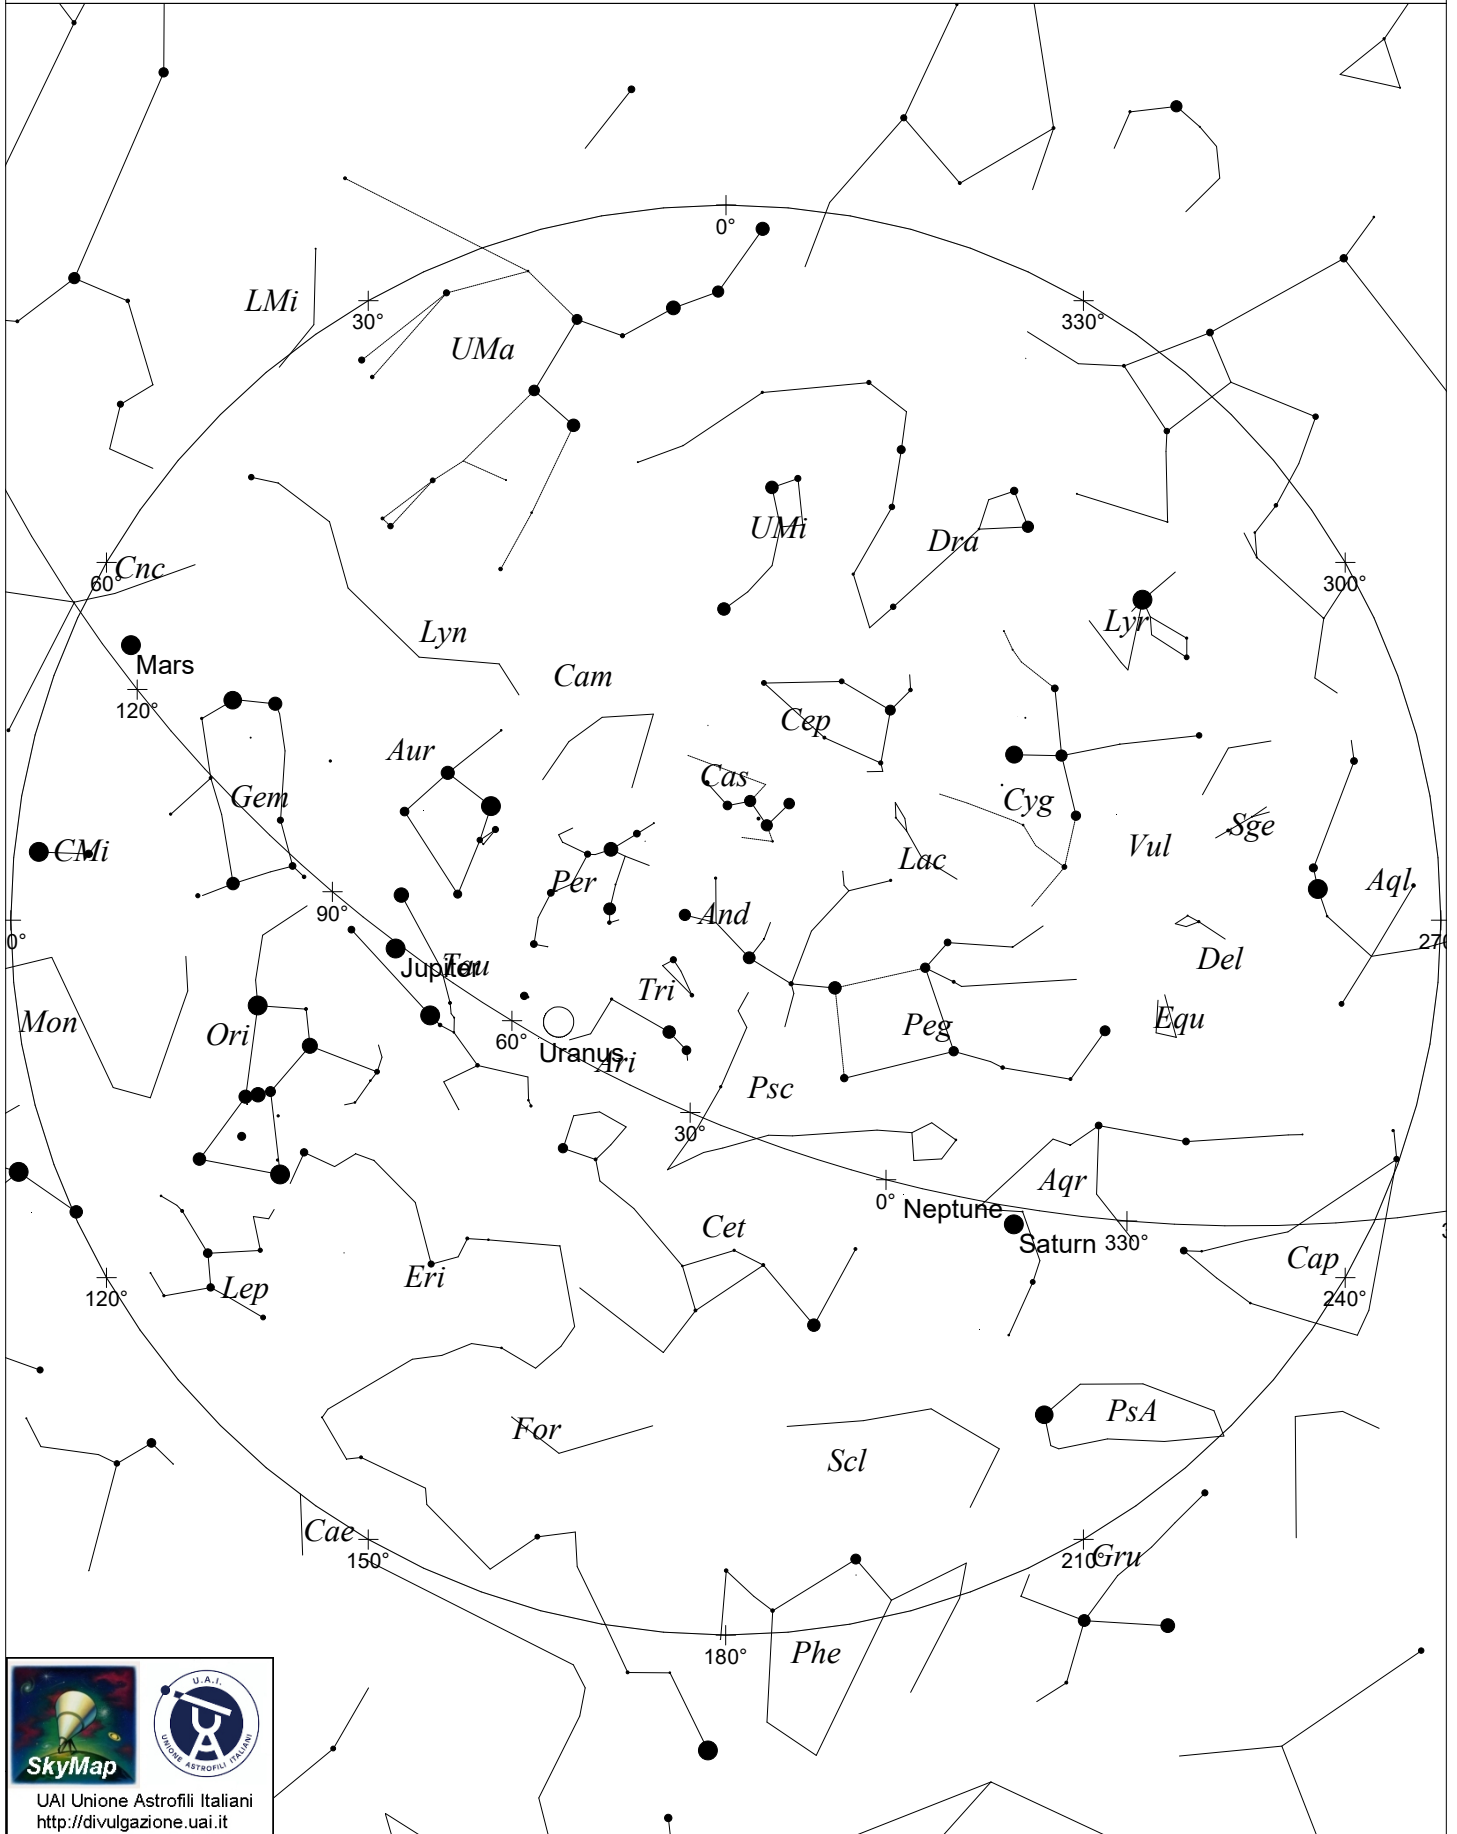 0°
LMi
30°
330°
UMa
UMi
Dra
Cnc
60°
300°
Lyr
Lyn
Mars
Cam
120°
Cep
Aur
Cas
Gem
Cyg
Sge
CMi
Vul
Lac
Per
Aql
90°
And
0°
270
Jupiter
Tau
Del
Tri
Mon
Ori
Peg
Equ
60°
Uranus
Ari
Psc
30°
Aqr
0°
Neptune
Cet
Saturn
330°
Cap
Eri
Lep
120°
240°
PsA
For
Scl
Cae
150°
210°
Gru
180°
Phe
U.A.I.
UNIONE ASTROFILI ITALIANI
SkyMap
UAI Unione Astrofili Italiani
http://divulgazione.uai.it